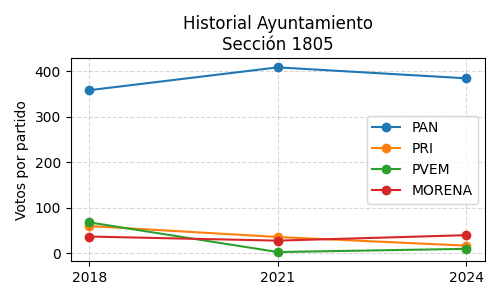 Historial Ayuntamiento
Sección 1805
Votos por partido
400
300
200
100
0
2018
2021
2024
PAN
PRI
PVEM
MORENA